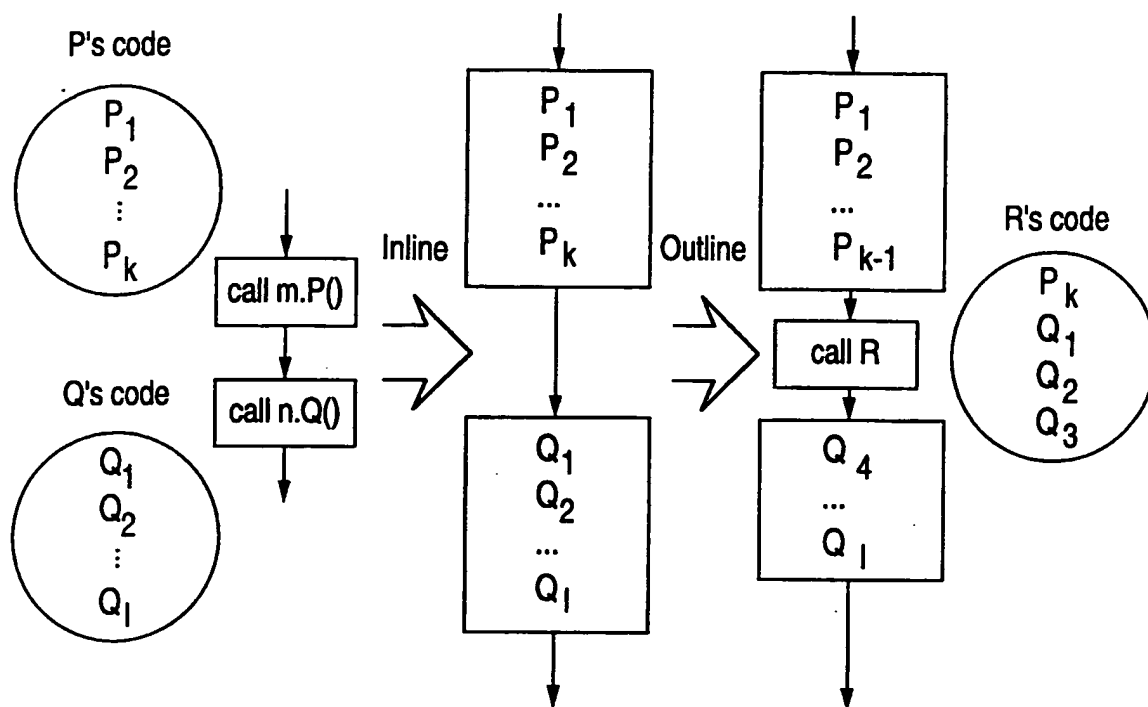 P's code
P₁
P₂
...
Pₖ
call m.P()
call n.Q()
Q's code
Q₁
Q₂
...
Qₗ
Inline
P₁
P₂
...
Pₖ
Q₁
Q₂
...
Qₗ
Outline
P₁
P₂
...
Pₖ₋₁
call R
Q₄
...
Qₗ
R's code
Pₖ
Q₁
Q₂
Q₃